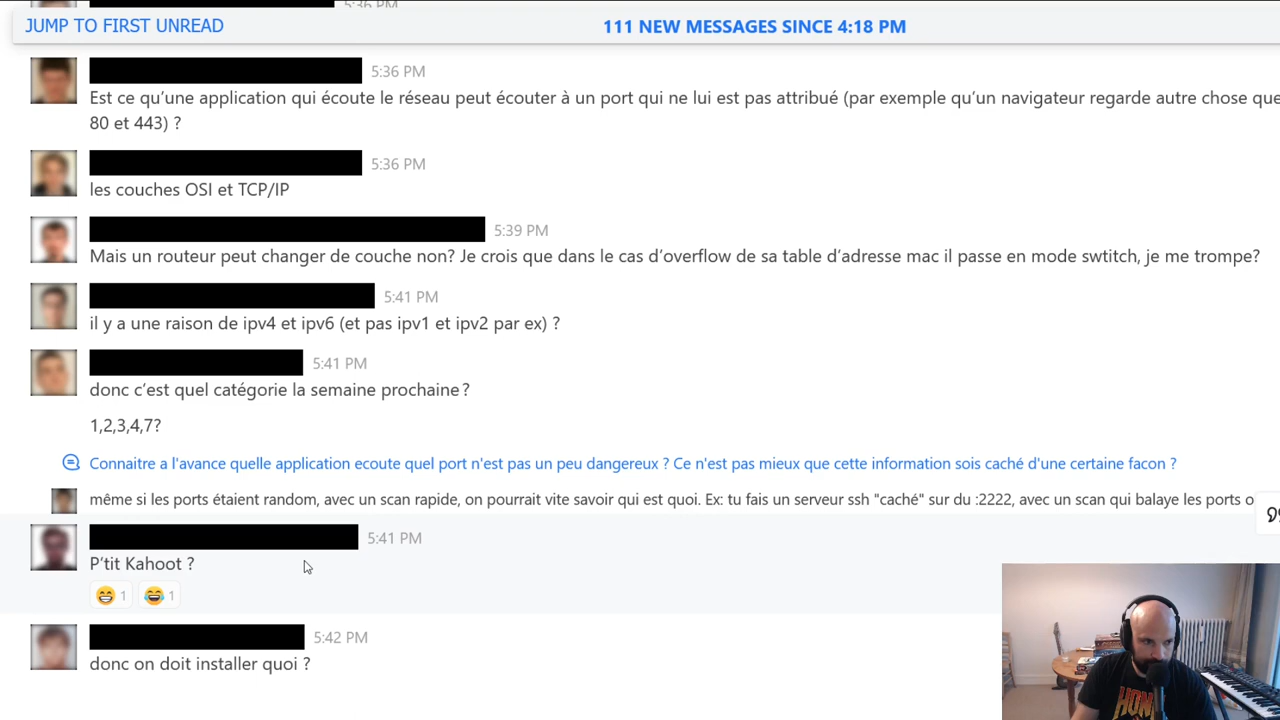 5:36 PM
JUMP TO FIRST UNREAD
111 NEW MESSAGES SINCE 4:18 PM
5:36 PM
Est ce qu'une application qui écoute le réseau peut écouter à un port qui ne lui est pas attribué (par exemple qu'un navigateur regarde autre chose que
80 et 443) ?
5:36 PM
les couches OSI et TCP/IP
5:39 PM
Mais un routeur peut changer de couche non? Je crois que dans le cas d'overflow de sa table d'adresse mac il passe en mode swtitch, je me trompe?
5:41 PM
il y a une raison de ipv4 et ipv6 (et pas ipv1 et ipv2 par ex) ?
5:41 PM
donc c'est quel catégorie la semaine prochaine?
1,2,3,4,7?
Connaitre a l'avance quelle application ecoute quel port n'est pas un peu dangereux ? Ce n'est pas mieux que cette information sois caché d'une certaine facon ?
même si les ports étaient random, avec un scan rapide, on pourrait vite savoir qui est quoi. Ex: tu fais un serveur ssh "caché" sur du :2222, avec un scan qui balaye les ports
5:41 PM
P'tit Kahoot ?
1 1
5:42 PM
donc on doit installer quoi ?